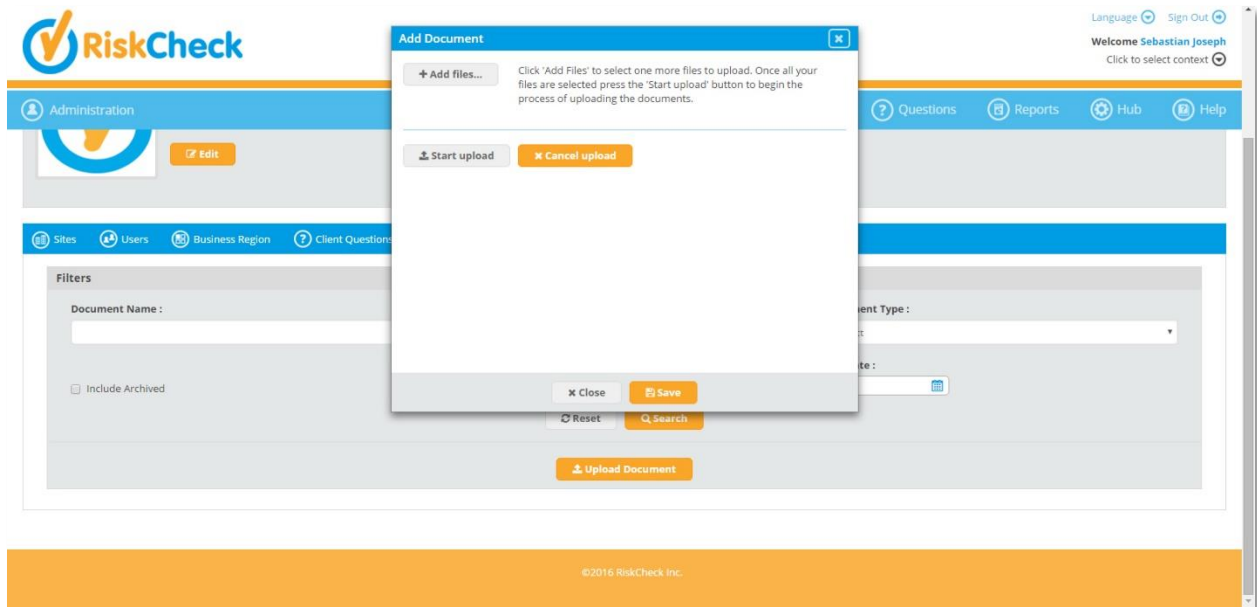 RiskCheck
Language
Sign Out
Welcome Sebastian Joseph
Click to select context
Administration
Questions
Reports
Hub
Help
Edit
Add Document
+ Add files...
Click 'Add Files' to select one more files to upload. Once all your
files are selected press the 'Start upload' button to begin the
process of uploading the documents.
Start upload
Cancel upload
Sites
Users
Business Region
Client Questions
Filters
Document Name :
ent Type :
te :
Include Archived
Close
Save
Reset
Search
Upload Document
©2016 RiskCheck Inc.